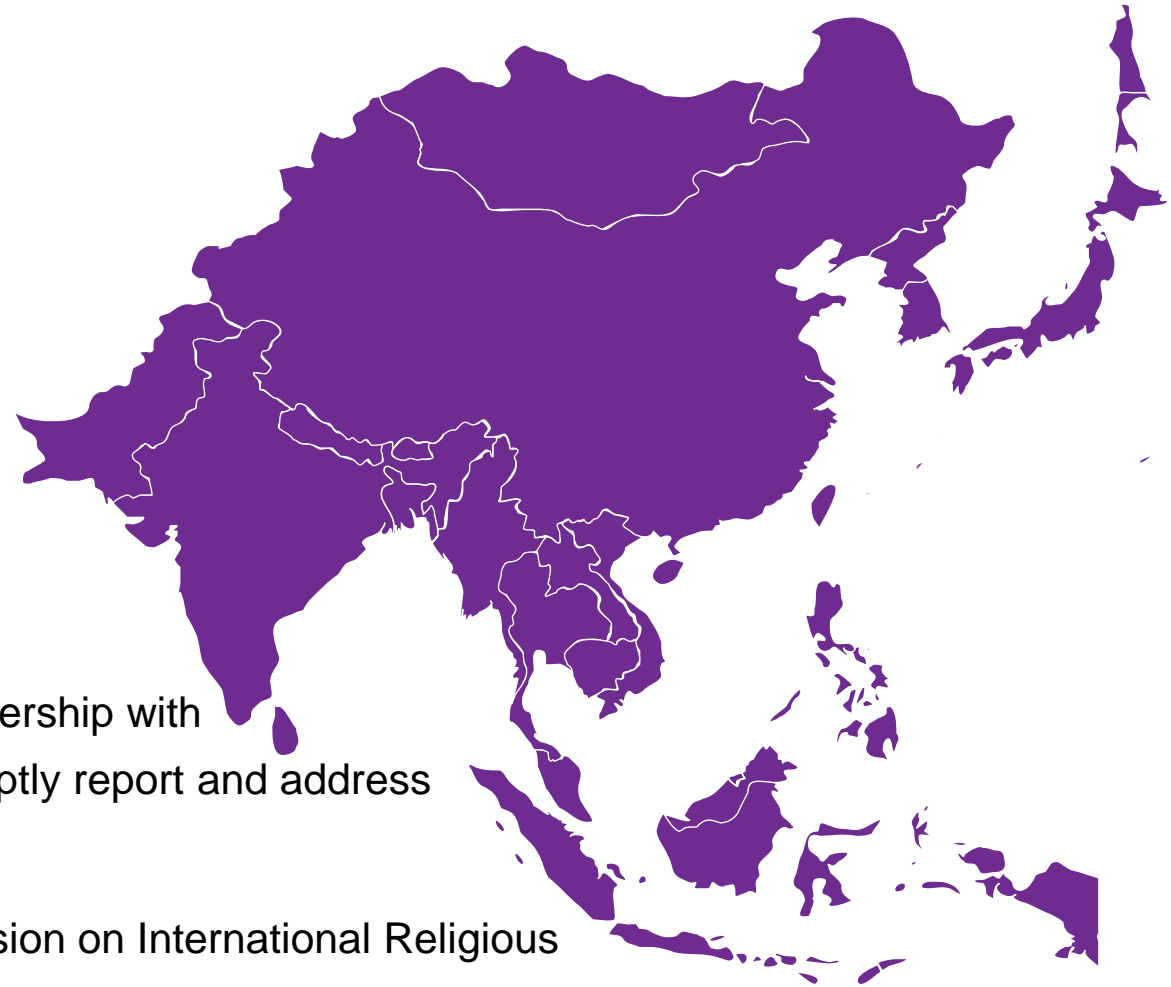 ership with
ptly report and address
sion on International Religious